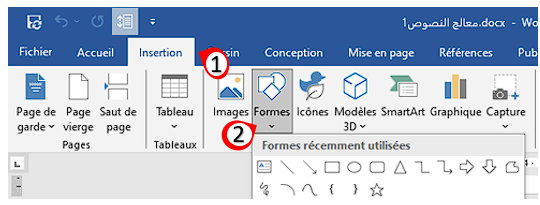 معالج النصوص1.docx - Wo
Fichier Accueil Insertion Dessin Conception Mise en page Références Pub
1
Page de garde Page vierge Saut de page Tableau Images Formes Icônes Modèles 3D SmartArt Graphique Capture
2
Pages Tableaux
Formes récemment utilisées